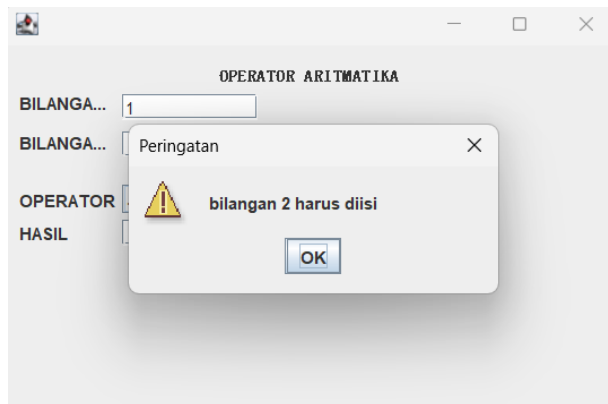 OPERATOR ARITMATIKA
BILANGA... 1
BILANGA...
Peringatan
bilangan 2 harus diisi
OPERATOR
HASIL
OK